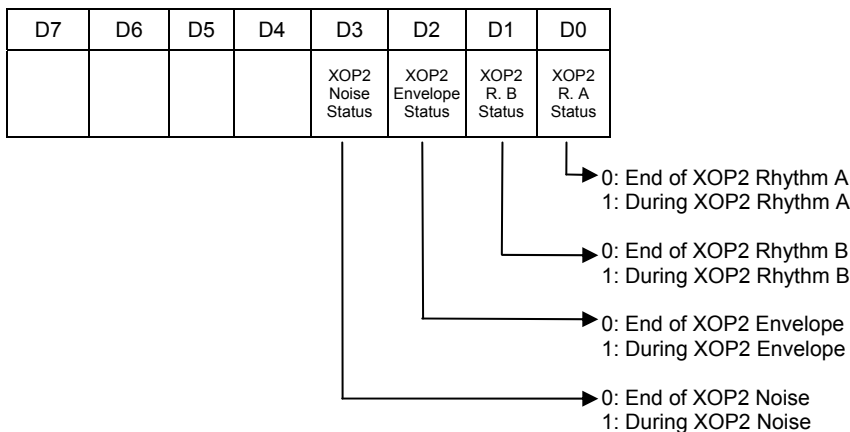 D7 D6 D5 D4 D3 D2 D1 D0
XOP2 XOP2 XOP2 XOP2
Noise Envelope R. B R. A
Status Status Status Status
0: End of XOP2 Rhythm A
1: During XOP2 Rhythm A
0: End of XOP2 Rhythm B
1: During XOP2 Rhythm B
0: End of XOP2 Envelope
1: During XOP2 Envelope
0: End of XOP2 Noise
1: During XOP2 Noise